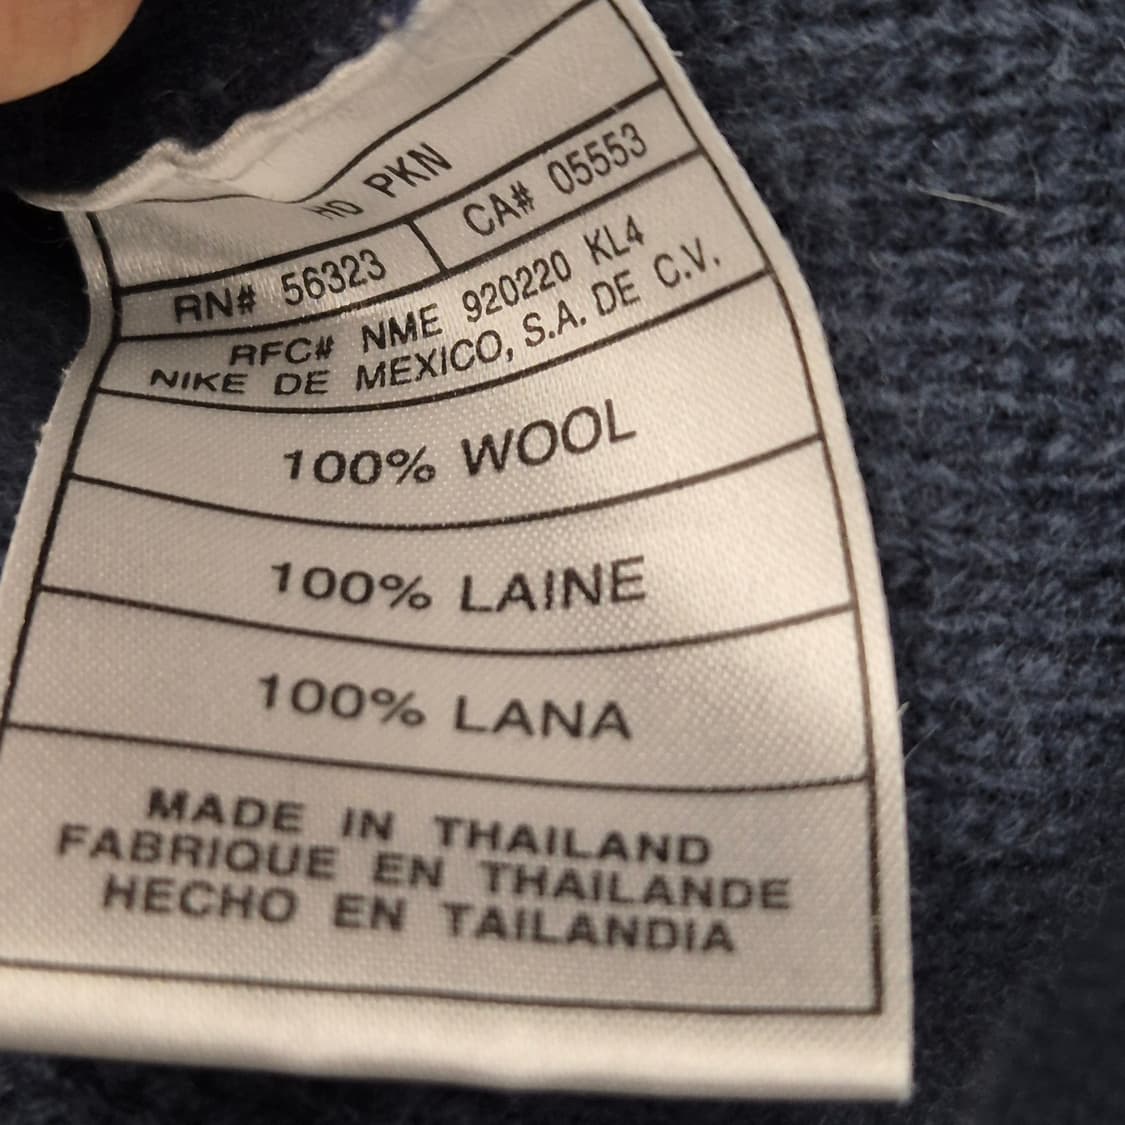 PKN
RN# 56323
CA# 05553
RFC# NME 920220 KL4
NIKE DE MEXICO, S.A. DE C.V.
100% WOOL
100% LAINE
100% LANA
MADE IN THAILAND
FABRIQUE EN THAILANDE
HECHO EN TAILANDIA